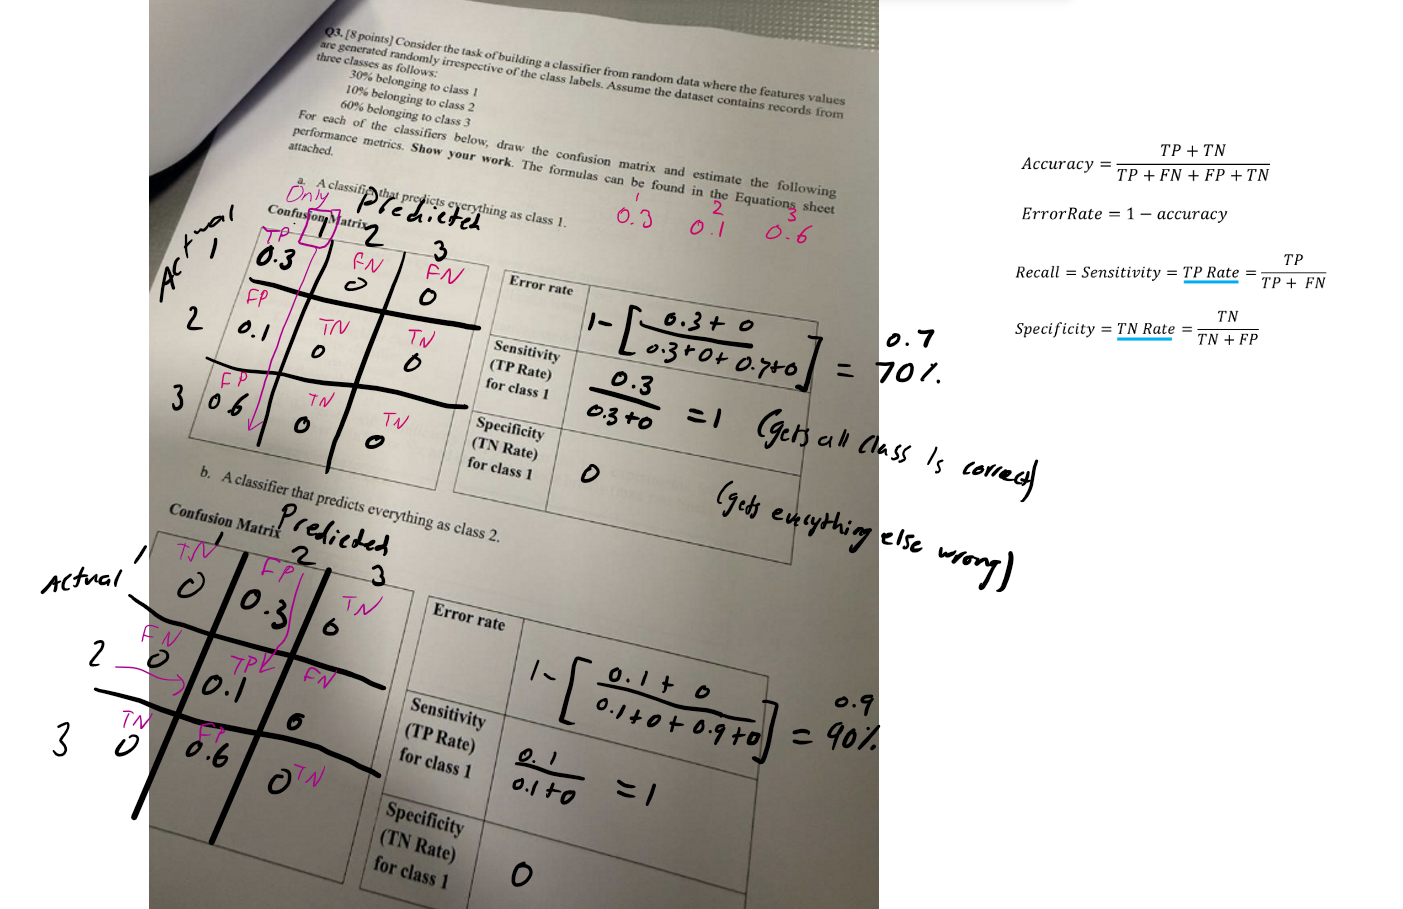 Q3. [8 points] Consider the task of building a classifier from random data where the features values
are generated randomly irrespective of the class labels. Assume the dataset contains records from
three classes as follows:
30% belonging to class 1
10% belonging to class 2
60% belonging to class 3
For each of the classifiers below, draw the confusion matrix and estimate the following
performance metrics. Show your work. The formulas can be found in the Equations sheet
attached.
a. A classifier that predicts everything as class 1.
1 2 3
0.3 0.1 0.6
Only
Confusion Matrix
Predicted
1 2 3
Actual
1 TP 0.3 FN 0 FN 0
2 FP 0.1 TN 0 TN 0
3 FP 0.6 TN 0 TN 0
Error rate
1-[0.3+0 / 0.3+0+0.7+0] = 0.7 70%.
Sensitivity
(TP Rate)
for class 1
0.3 / 0.3+0 = 1 (gets all class 1s correct)
Specificity
(TN Rate)
for class 1
0 (gets everything else wrong)
b. A classifier that predicts everything as class 2.
Confusion Matrix
Predicted
1 2 3
Actual
1 TN 0 FP 0.3 TN 0
2 FN 0 TP 0.1 FN 0
3 TN 0 FP 0.6 0 TN
Error rate
1-[0.1+0 / 0.1+0+0.9+0] = 0.9 90%
Sensitivity
(TP Rate)
for class 1
0.1 / 0.1+0 = 1
Specificity
(TN Rate)
for class 1
0
Accuracy = TP + TN / TP + FN + FP + TN
ErrorRate = 1 − accuracy
Recall = Sensitivity = TP Rate = TP / TP + FN
Specificity = TN Rate = TN / TN + FP